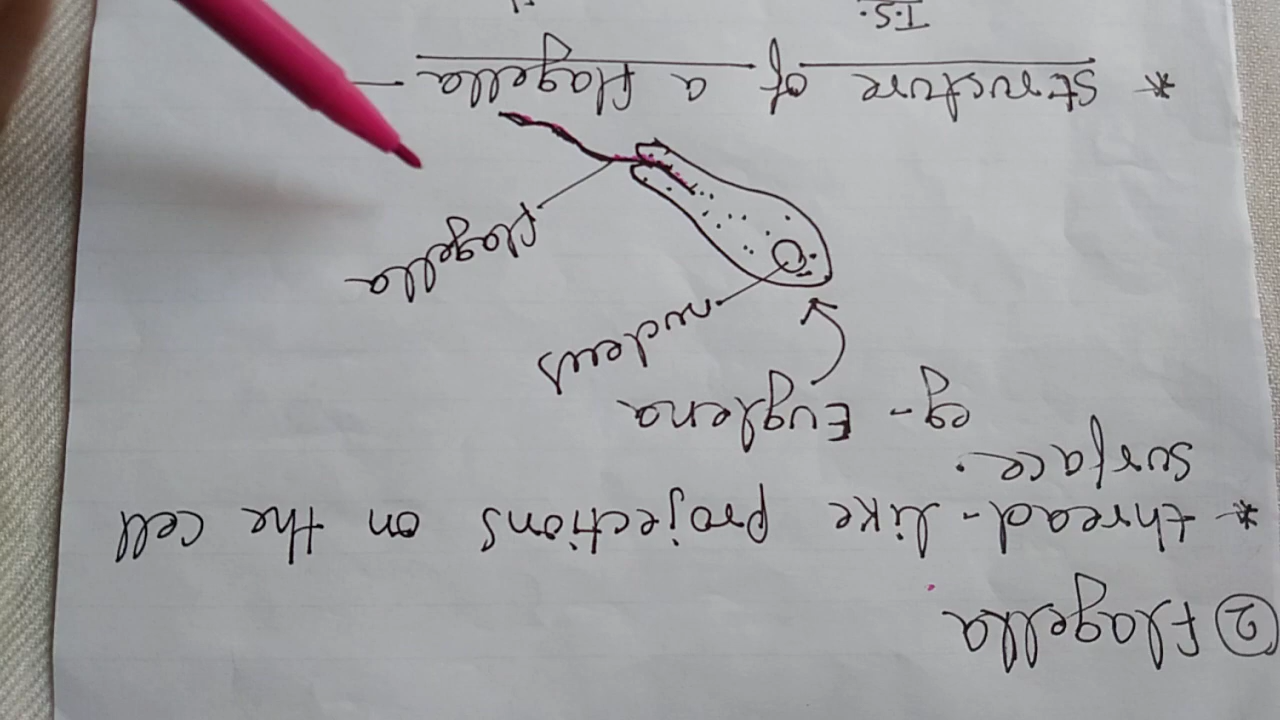 ② Flagella
* thread-like projections on the cell
surface.
eg - Euglena
nucleus
flagella
* structure of a flagella -
T.S.